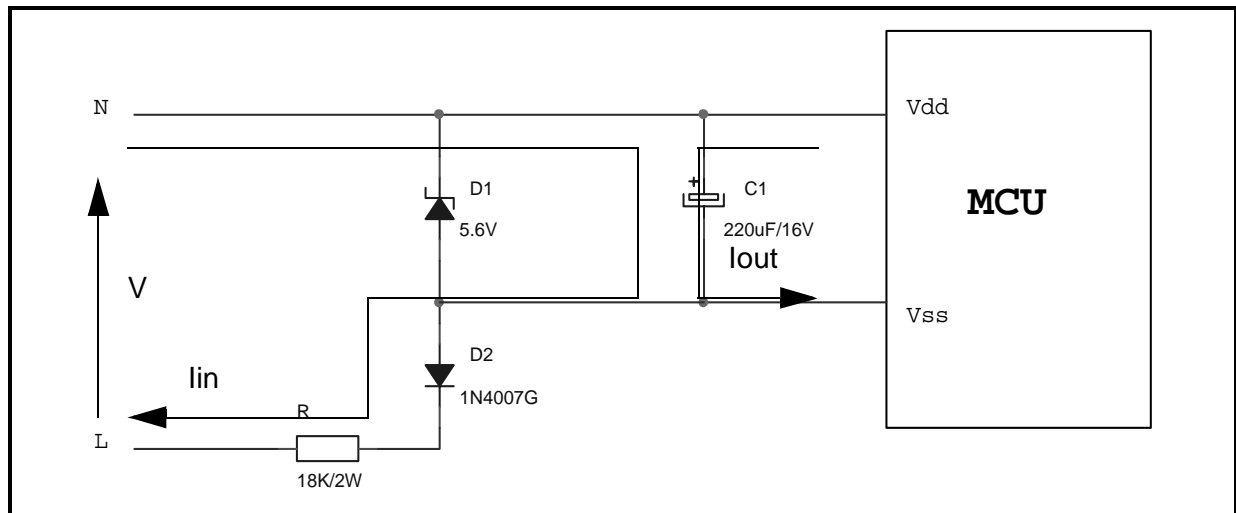 N
Vdd
D1
+
C1
MCU
5.6V
220uF/16V
Iout
V
Vss
D2
Iin
1N4007G
R
L
18K/2W